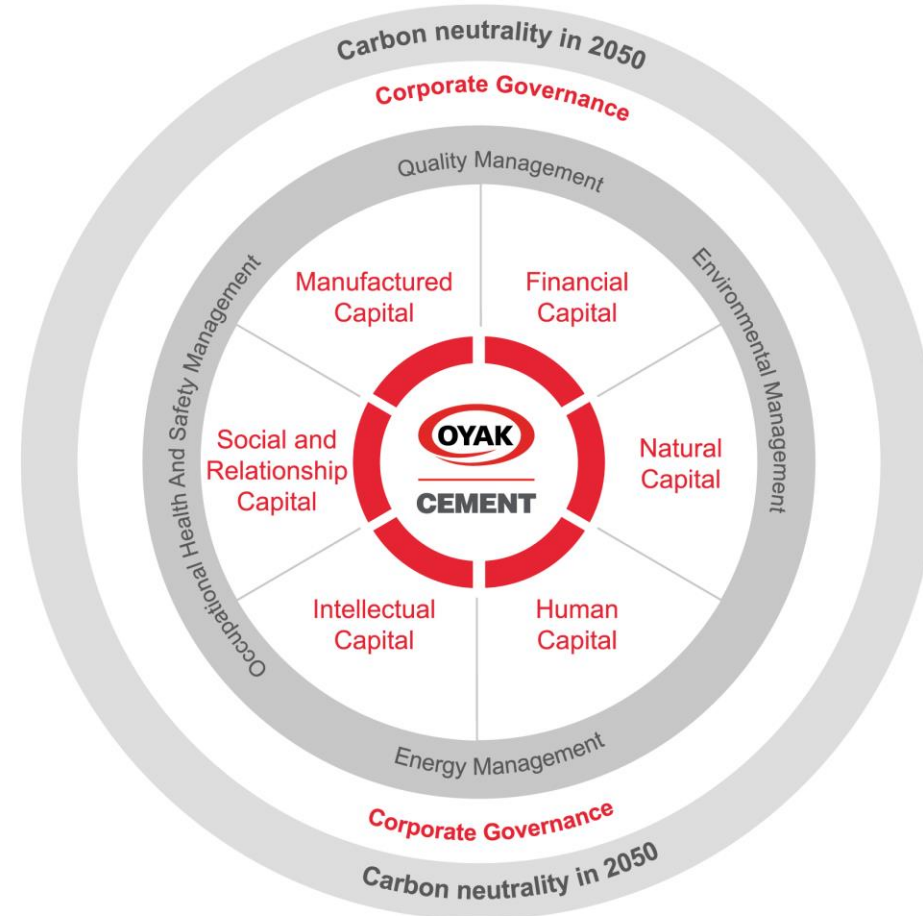 Carbon neutrality in 2050
Corporate Governance
Quality Management
Environmental Management
Occupational Health And Safety Management
Manufactured
Capital
Financial
Capital
Social and
Relationship
Capital
OYAK
CEMENT
Natural
Capital
Intellectual
Capital
Human
Capital
Energy Management
Corporate Governance
Carbon neutrality in 2050